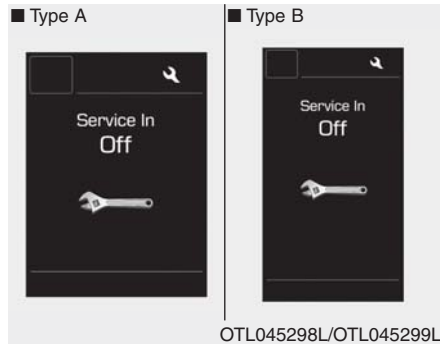 ■ Type A
■ Type B
Service In
Off
Service In
Off
OTL045298L/OTL045299L